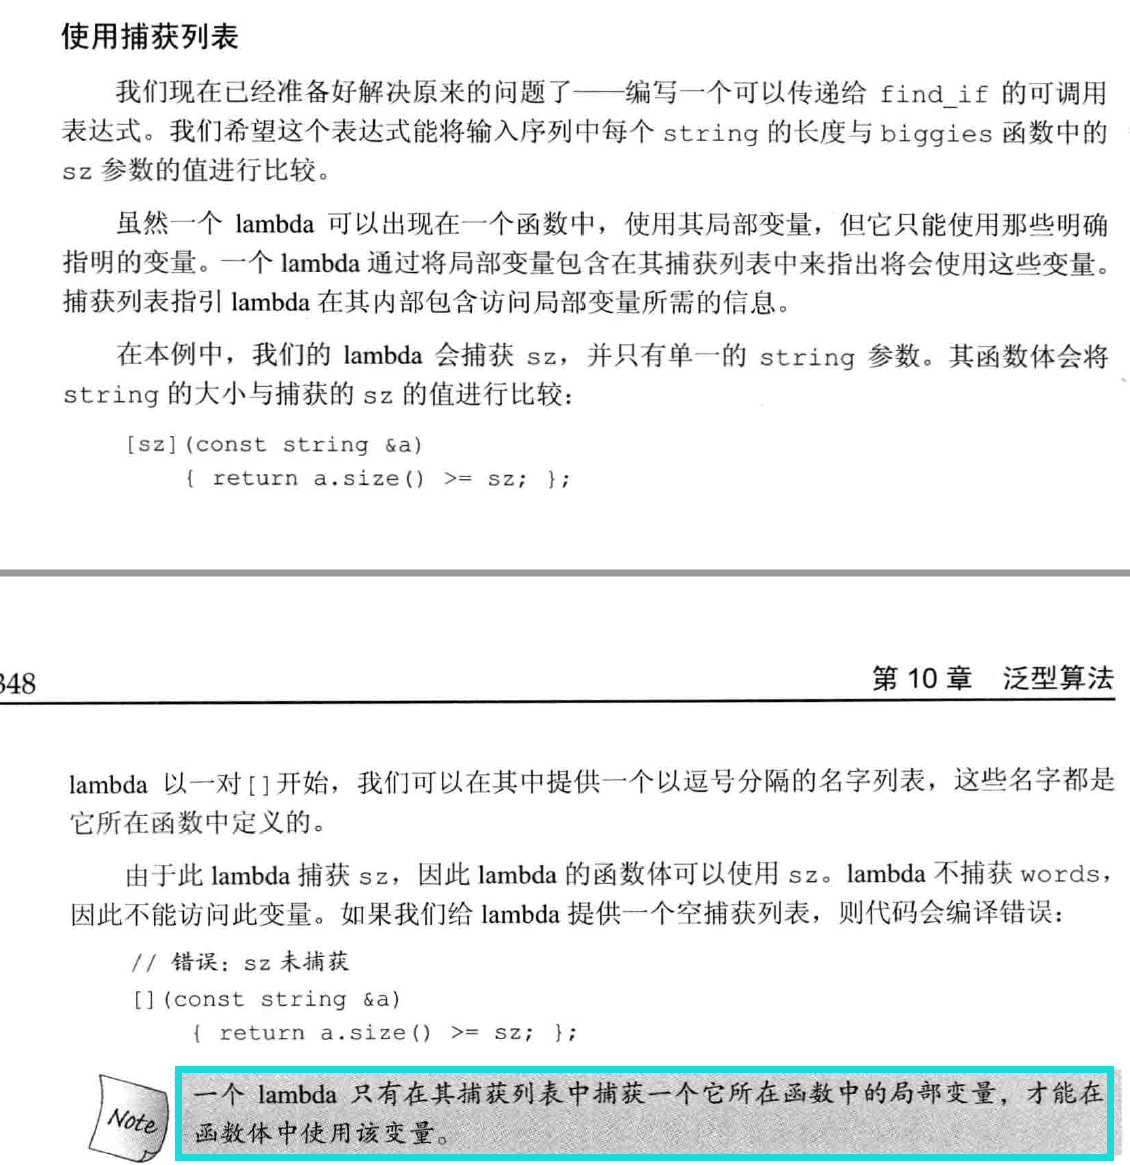 使用捕获列表
我们现在已经准备好解决原来的问题了——编写一个可以传递给 find_if 的可调用
表达式。我们希望这个表达式能将输入序列中每个 string 的长度与 biggies 函数中的
sz 参数的值进行比较。
虽然一个 lambda 可以出现在一个函数中，使用其局部变量，但它只能使用那些明确
指明的变量。一个 lambda 通过将局部变量包含在其捕获列表中来指出将会使用这些变量。
捕获列表指引 lambda 在其内部包含访问局部变量所需的信息。
在本例中，我们的 lambda 会捕获 sz，并只有单一的 string 参数。其函数体会将
string 的大小与捕获的 sz 的值进行比较：
[sz](const string &a)
{ return a.size() >= sz; };
348
第 10 章 泛型算法
lambda 以一对[]开始，我们可以在其中提供一个以逗号分隔的名字列表，这些名字都是
它所在函数中定义的。
由于此 lambda 捕获 sz，因此 lambda 的函数体可以使用 sz。lambda 不捕获 words，
因此不能访问此变量。如果我们给 lambda 提供一个空捕获列表，则代码会编译错误：
// 错误：sz 未捕获
[](const string &a)
{ return a.size() >= sz; };
Note
一个 lambda 只有在其捕获列表中捕获一个它所在函数中的局部变量，才能在
函数体中使用该变量。